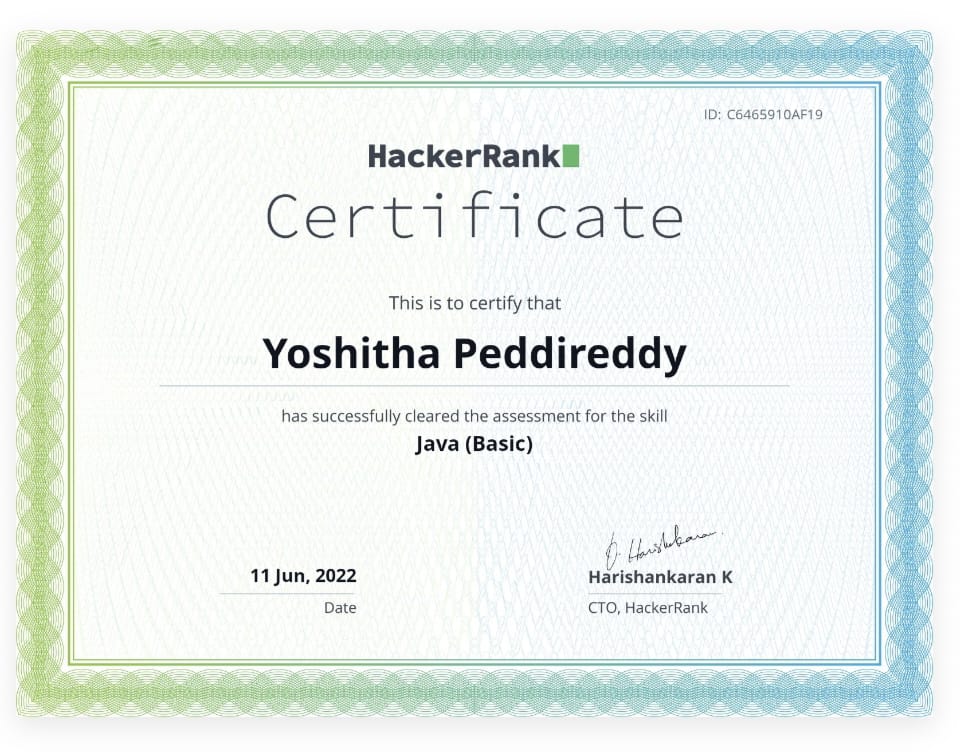 ID: C6465910AF19
HackerRank
Certificate
This is to certify that
Yoshitha Peddireddy
has successfully cleared the assessment for the skill
Java (Basic)
11 Jun, 2022
Date
Harishankaran K
CTO, HackerRank